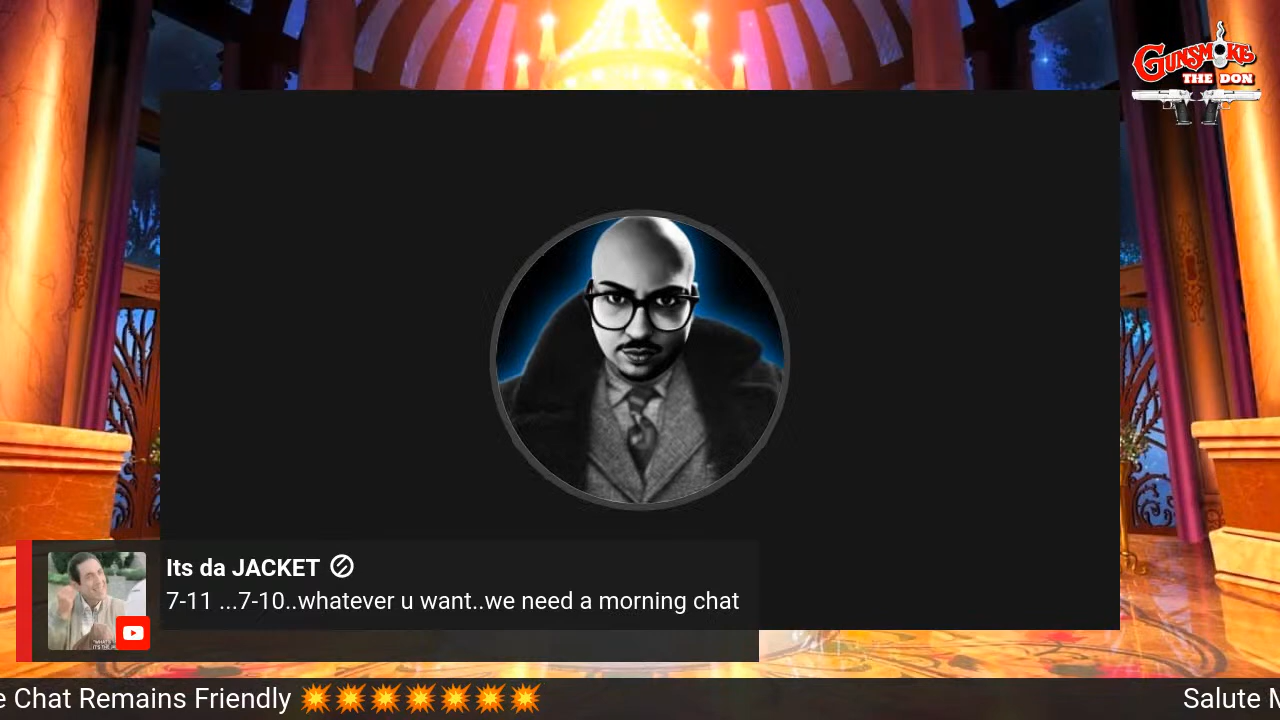 GUNSMOKE
THE DON
Its da JACKET
7-11 ...7-10..whatever u want..we need a morning chat
e Chat Remains Friendly 💥💥💥💥💥💥💥
Salute